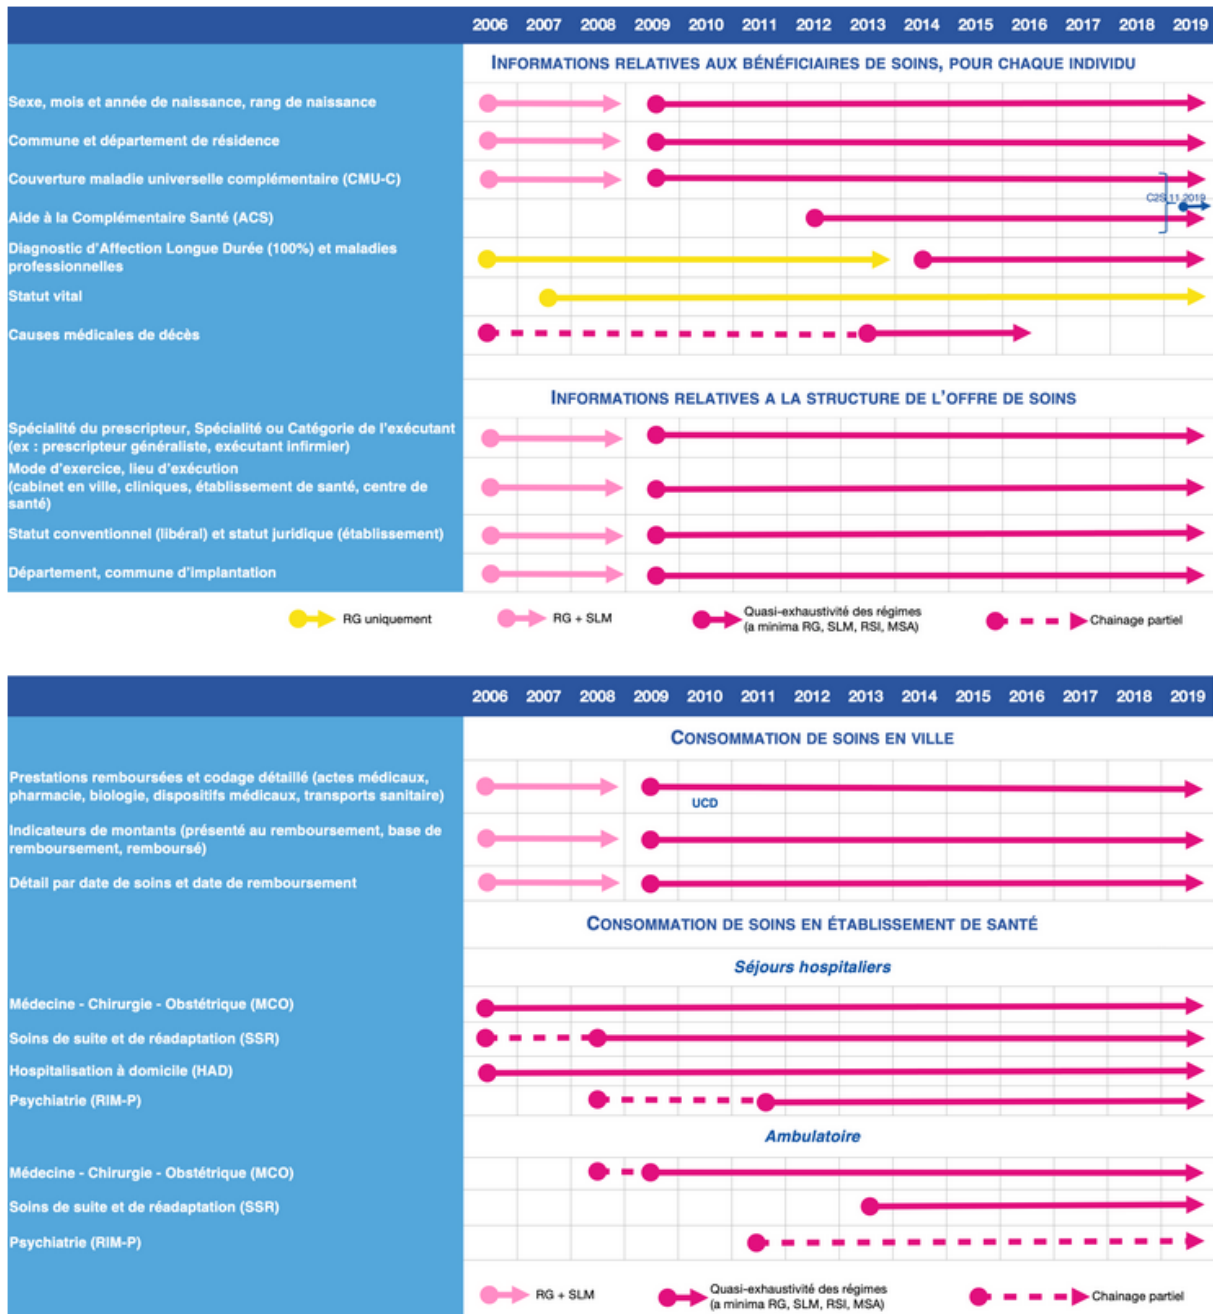 2006 2007 2008 2009 2010 2011 2012 2013 2014 2015 2016 2017 2018 2019
INFORMATIONS RELATIVES AUX BÉNÉFICIAIRES DE SOINS, POUR CHAQUE INDIVIDU
Sexe, mois et année de naissance, rang de naissance
Commune et département de résidence
Couverture maladie universelle complémentaire (CMU-C)
C2S 11.2019
Aide à la Complémentaire Santé (ACS)
Diagnostic d'Affection Longue Durée (100%) et maladies
professionnelles
Statut vital
Causes médicales de décès
INFORMATIONS RELATIVES A LA STRUCTURE DE L'OFFRE DE SOINS
Spécialité du prescripteur, Spécialité ou Catégorie de l'exécutant
(ex : prescripteur généraliste, exécutant infirmier)
Mode d'exercice, lieu d'exécution
(cabinet en ville, cliniques, établissement de santé, centre de
santé)
Statut conventionnel (libéral) et statut juridique (établissement)
Département, commune d'implantation
RG uniquement
RG + SLM
Quasi-exhaustivité des régimes
(a minima RG, SLM, RSI, MSA)
Chainage partiel
2006 2007 2008 2009 2010 2011 2012 2013 2014 2015 2016 2017 2018 2019
CONSOMMATION DE SOINS EN VILLE
Prestations remboursées et codage détaillé (actes médicaux,
pharmacie, biologie, dispositifs médicaux, transports sanitaire)
UCD
Indicateurs de montants (présenté au remboursement, base de
remboursement, remboursé)
Détail par date de soins et date de remboursement
CONSOMMATION DE SOINS EN ÉTABLISSEMENT DE SANTÉ
Séjours hospitaliers
Médecine - Chirurgie - Obstétrique (MCO)
Soins de suite et de réadaptation (SSR)
Hospitalisation à domicile (HAD)
Psychiatrie (RIM-P)
Ambulatoire
Médecine - Chirurgie - Obstétrique (MCO)
Soins de suite et de réadaptation (SSR)
Psychiatrie (RIM-P)
RG + SLM
Quasi-exhaustivité des régimes
(a minima RG, SLM, RSI, MSA)
Chainage partiel